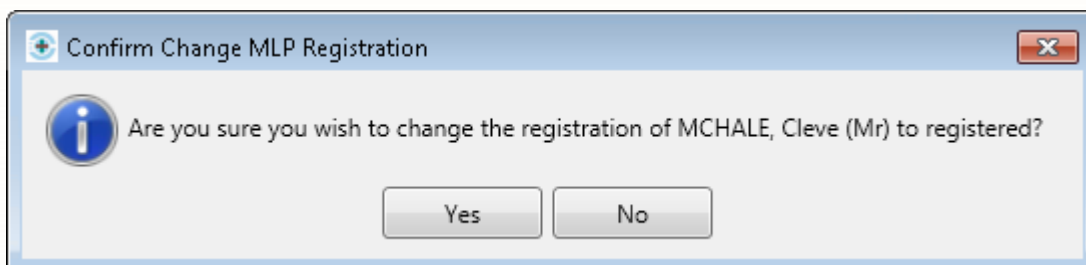 Confirm Change MLP Registration
Are you sure you wish to change the registration of MCHALE, Cleve (Mr) to registered?
Yes
No